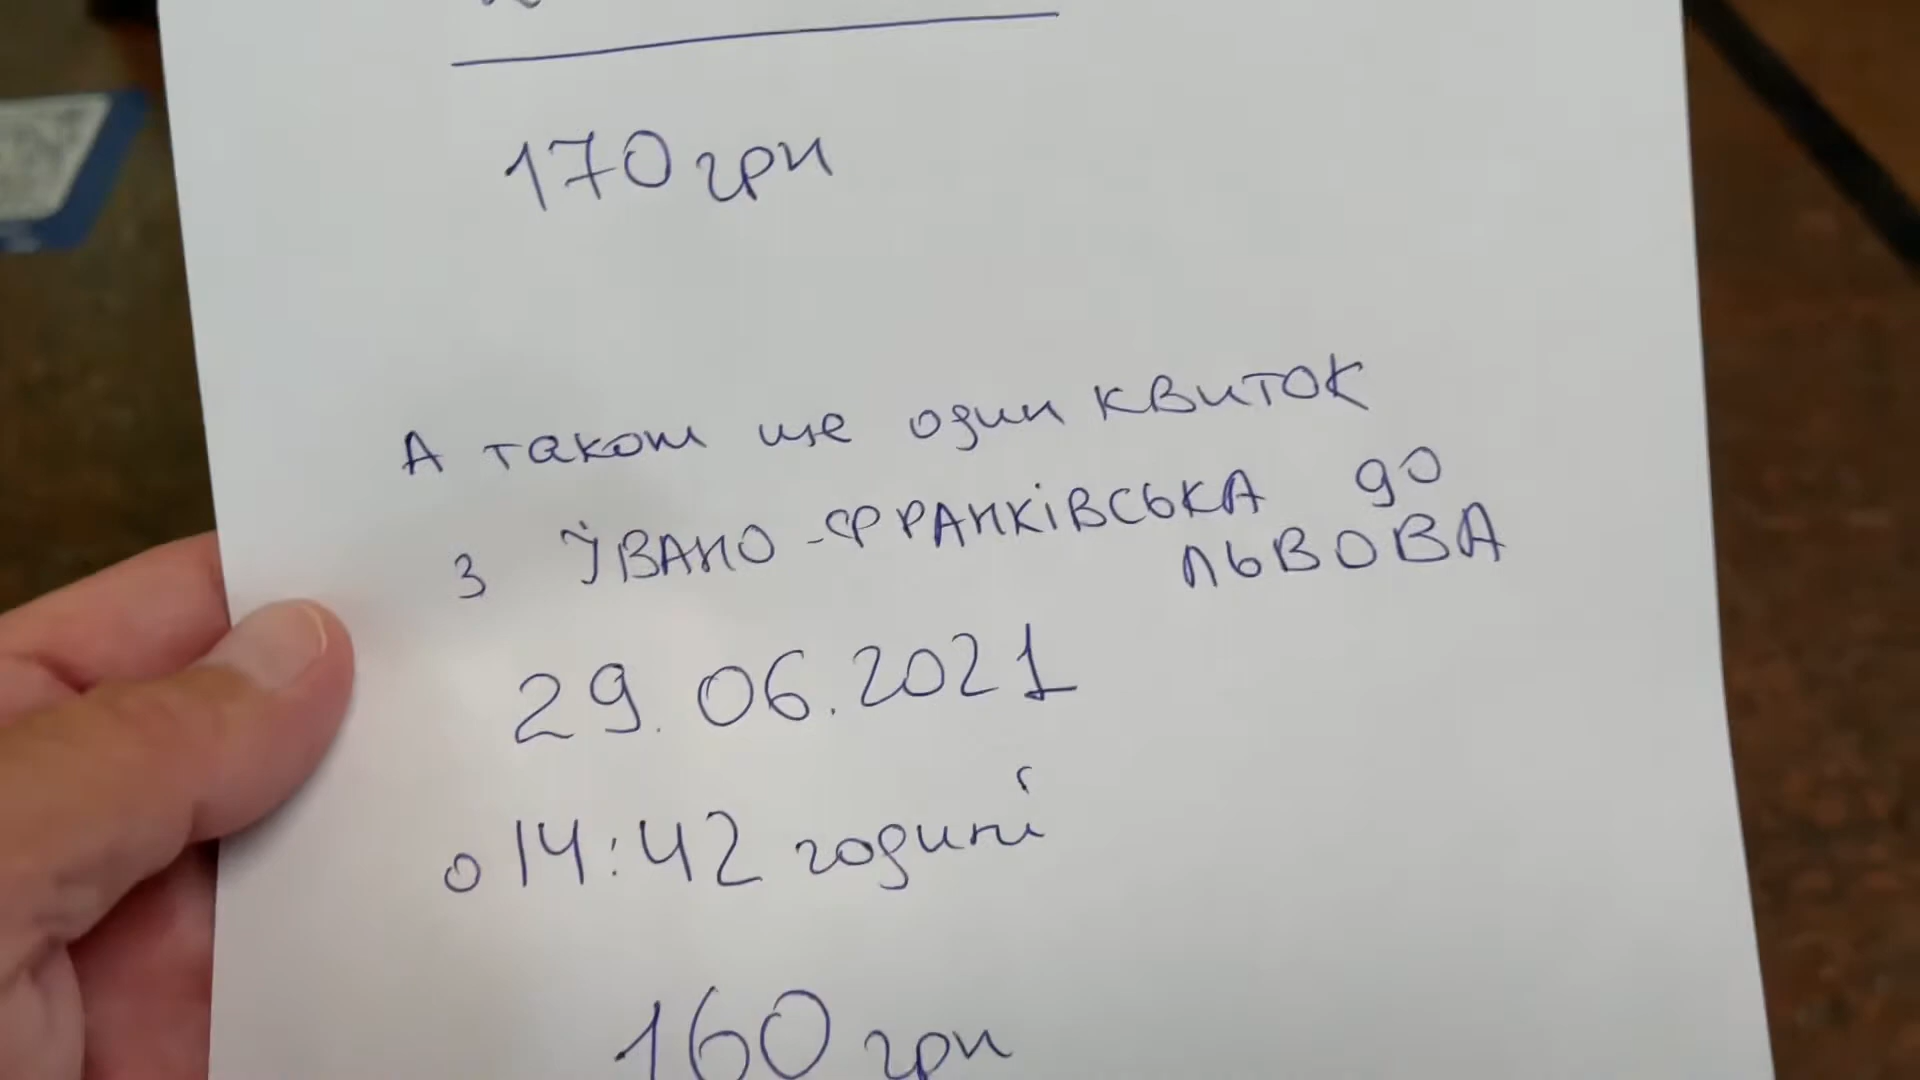 170 грн
А також ще один квиток
з Івано-Франківська до
Львова
29.06.2021
о 14:42 годині
160 грн